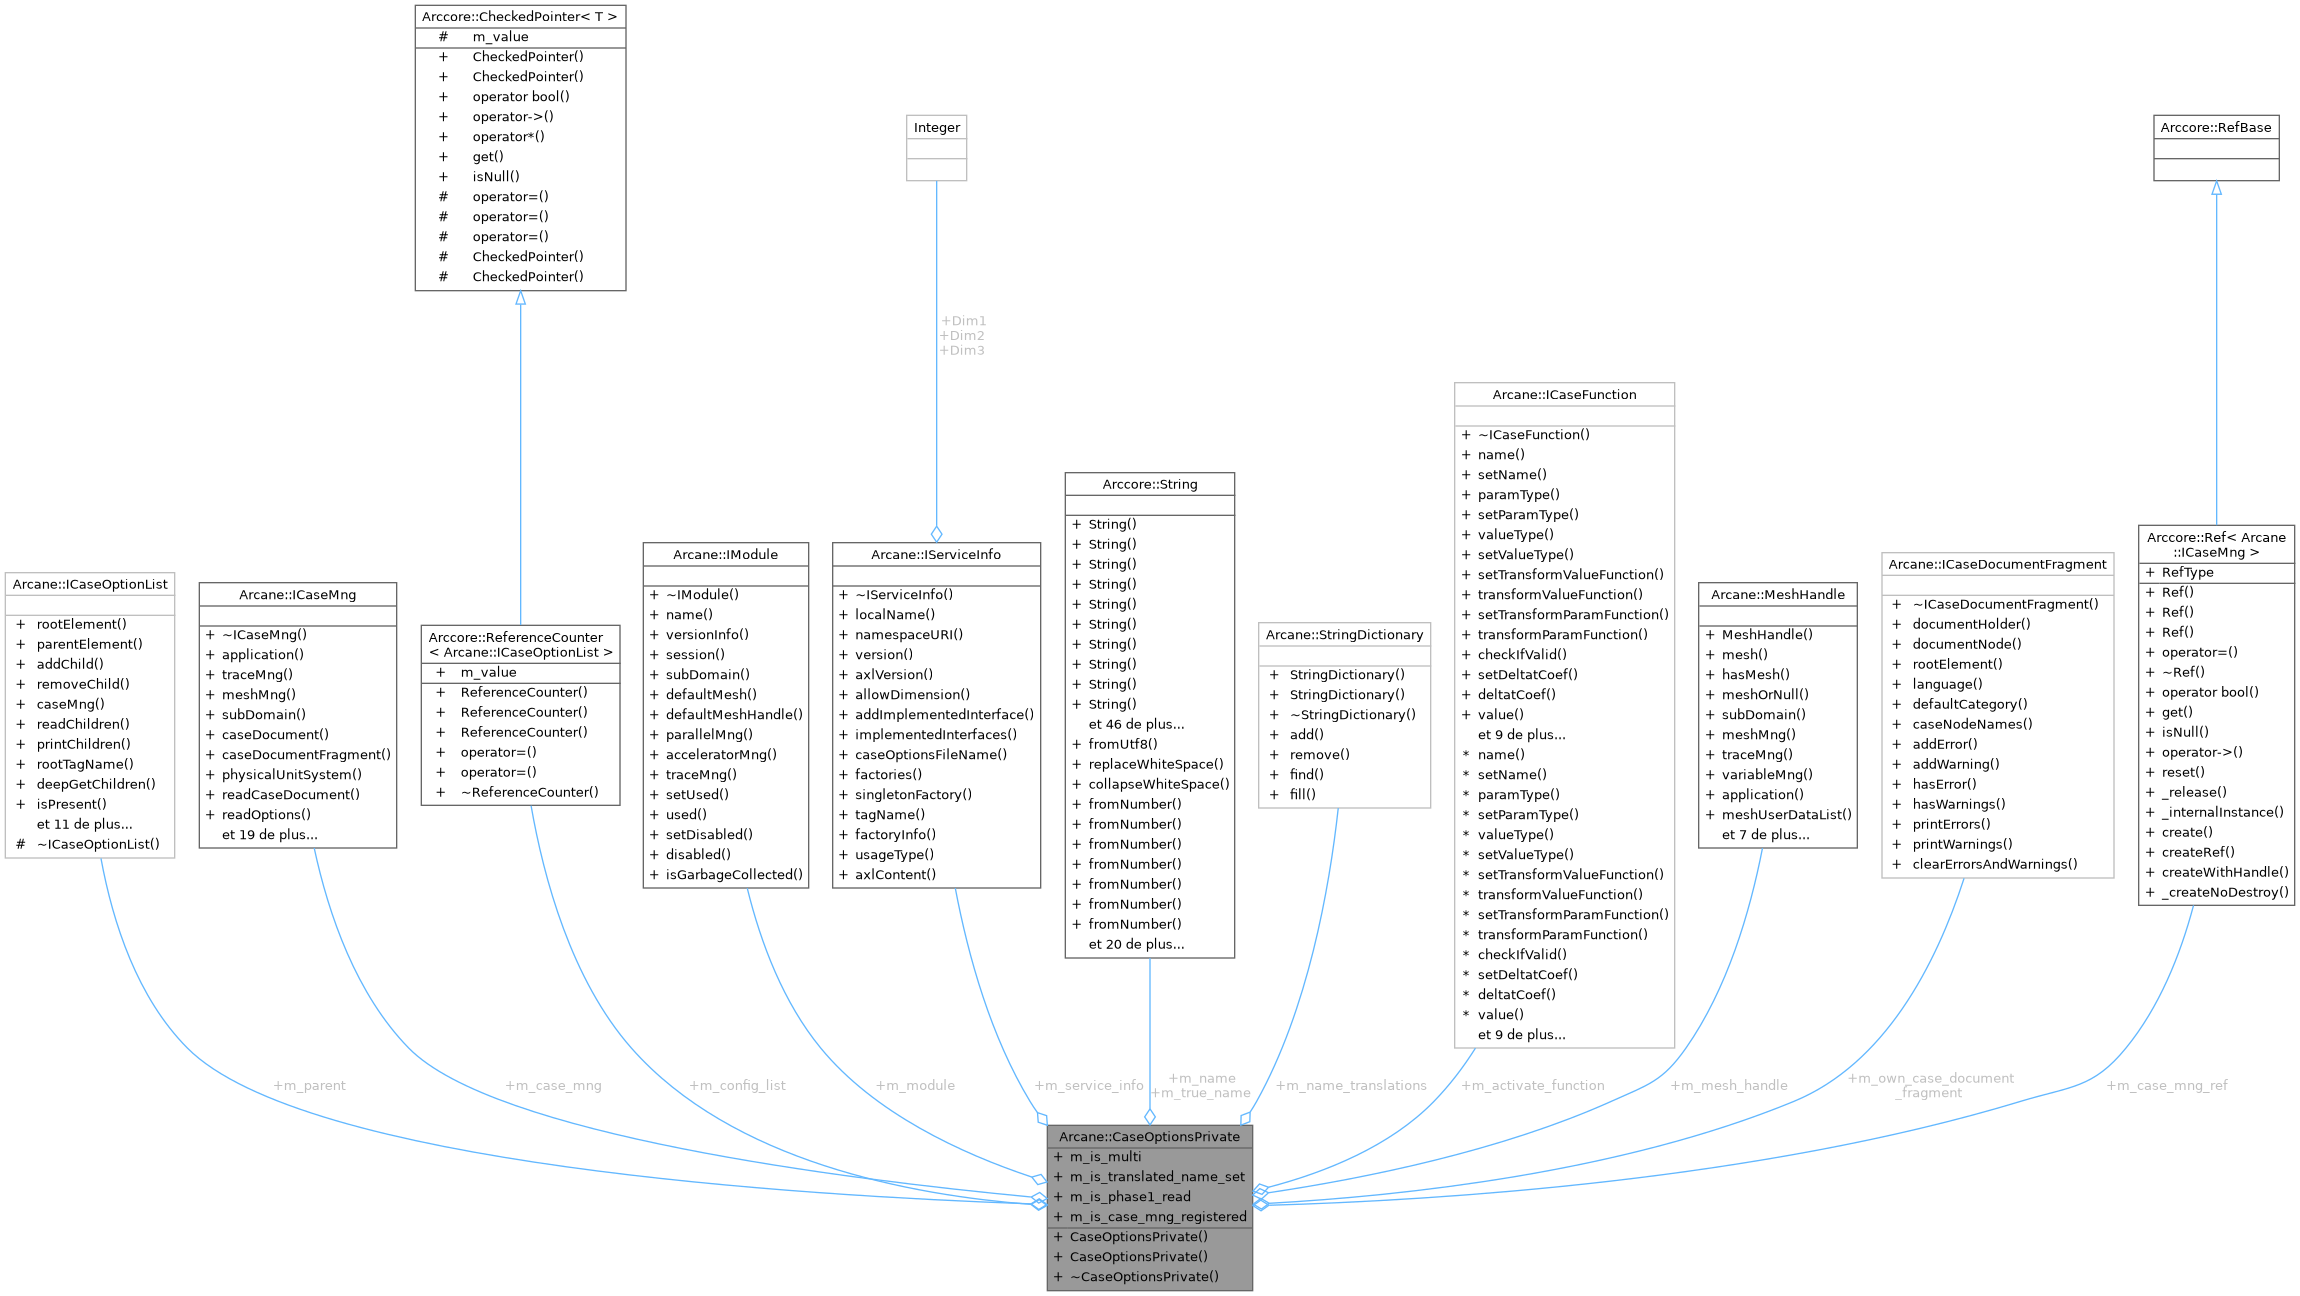 Arccore::CheckedPointer< T >
# m_value
+ CheckedPointer()
+ CheckedPointer()
+ operator bool()
+ operator->()
+ operator*()
+ get()
+ isNull()
# operator=()
# operator=()
# operator=()
# CheckedPointer()
# CheckedPointer()
Integer
+Dim1
+Dim2
+Dim3
Arccore::RefBase
Arcane::ICaseOptionList
+ rootElement()
+ parentElement()
+ addChild()
+ removeChild()
+ caseMng()
+ readChildren()
+ printChildren()
+ rootTagName()
+ deepGetChildren()
+ isPresent()
et 11 de plus...
# ~ICaseOptionList()
Arcane::ICaseMng
+ ~ICaseMng()
+ application()
+ traceMng()
+ meshMng()
+ subDomain()
+ caseDocument()
+ caseDocumentFragment()
+ physicalUnitSystem()
+ readCaseDocument()
+ readOptions()
et 19 de plus...
Arccore::ReferenceCounter
< Arcane::ICaseOptionList >
+ m_value
+ ReferenceCounter()
+ ReferenceCounter()
+ ReferenceCounter()
+ operator=()
+ operator=()
+ ~ReferenceCounter()
Arcane::IModule
+ ~IModule()
+ name()
+ versionInfo()
+ session()
+ subDomain()
+ defaultMesh()
+ defaultMeshHandle()
+ parallelMng()
+ acceleratorMng()
+ traceMng()
+ setUsed()
+ used()
+ setDisabled()
+ disabled()
+ isGarbageCollected()
Arcane::IServiceInfo
+ ~IServiceInfo()
+ localName()
+ namespaceURI()
+ version()
+ axlVersion()
+ allowDimension()
+ addImplementedInterface()
+ implementedInterfaces()
+ caseOptionsFileName()
+ factories()
+ singletonFactory()
+ tagName()
+ factoryInfo()
+ usageType()
+ axlContent()
Arccore::String
+ String()
+ String()
+ String()
+ String()
+ String()
+ String()
+ String()
+ String()
+ String()
+ String()
et 46 de plus...
+ fromUtf8()
+ replaceWhiteSpace()
+ collapseWhiteSpace()
+ fromNumber()
+ fromNumber()
+ fromNumber()
+ fromNumber()
+ fromNumber()
+ fromNumber()
+ fromNumber()
et 20 de plus...
Arcane::StringDictionary
+ StringDictionary()
+ StringDictionary()
+ ~StringDictionary()
+ add()
+ remove()
+ find()
+ fill()
Arcane::ICaseFunction
+ ~ICaseFunction()
+ name()
+ setName()
+ paramType()
+ setParamType()
+ valueType()
+ setValueType()
+ setTransformValueFunction()
+ transformValueFunction()
+ setTransformParamFunction()
+ transformParamFunction()
+ checkIfValid()
+ setDeltatCoef()
+ deltatCoef()
+ value()
et 9 de plus...
* name()
* setName()
* paramType()
* setParamType()
* valueType()
* setValueType()
* setTransformValueFunction()
* transformValueFunction()
* setTransformParamFunction()
* transformParamFunction()
* checkIfValid()
* setDeltatCoef()
* deltatCoef()
* value()
et 9 de plus...
Arcane::MeshHandle
+ MeshHandle()
+ mesh()
+ hasMesh()
+ meshOrNull()
+ subDomain()
+ meshMng()
+ traceMng()
+ variableMng()
+ application()
+ meshUserDataList()
et 7 de plus...
Arcane::ICaseDocumentFragment
+ ~ICaseDocumentFragment()
+ documentHolder()
+ documentNode()
+ rootElement()
+ language()
+ defaultCategory()
+ caseNodeNames()
+ addError()
+ addWarning()
+ hasError()
+ hasWarnings()
+ printErrors()
+ printWarnings()
+ clearErrorsAndWarnings()
Arccore::Ref< Arcane
::ICaseMng >
+ RefType
+ Ref()
+ Ref()
+ Ref()
+ operator=()
+ ~Ref()
+ operator bool()
+ get()
+ isNull()
+ operator->()
+ reset()
+ _release()
+ _internalInstance()
+ create()
+ createRef()
+ createWithHandle()
+ _createNoDestroy()
+m_parent
+m_case_mng
+m_config_list
+m_module
+m_service_info
+m_name
+m_true_name
+m_name_translations
+m_activate_function
+m_mesh_handle
+m_own_case_document
_fragment
+m_case_mng_ref
Arcane::CaseOptionsPrivate
+ m_is_multi
+ m_is_translated_name_set
+ m_is_phase1_read
+ m_is_case_mng_registered
+ CaseOptionsPrivate()
+ CaseOptionsPrivate()
+ ~CaseOptionsPrivate()